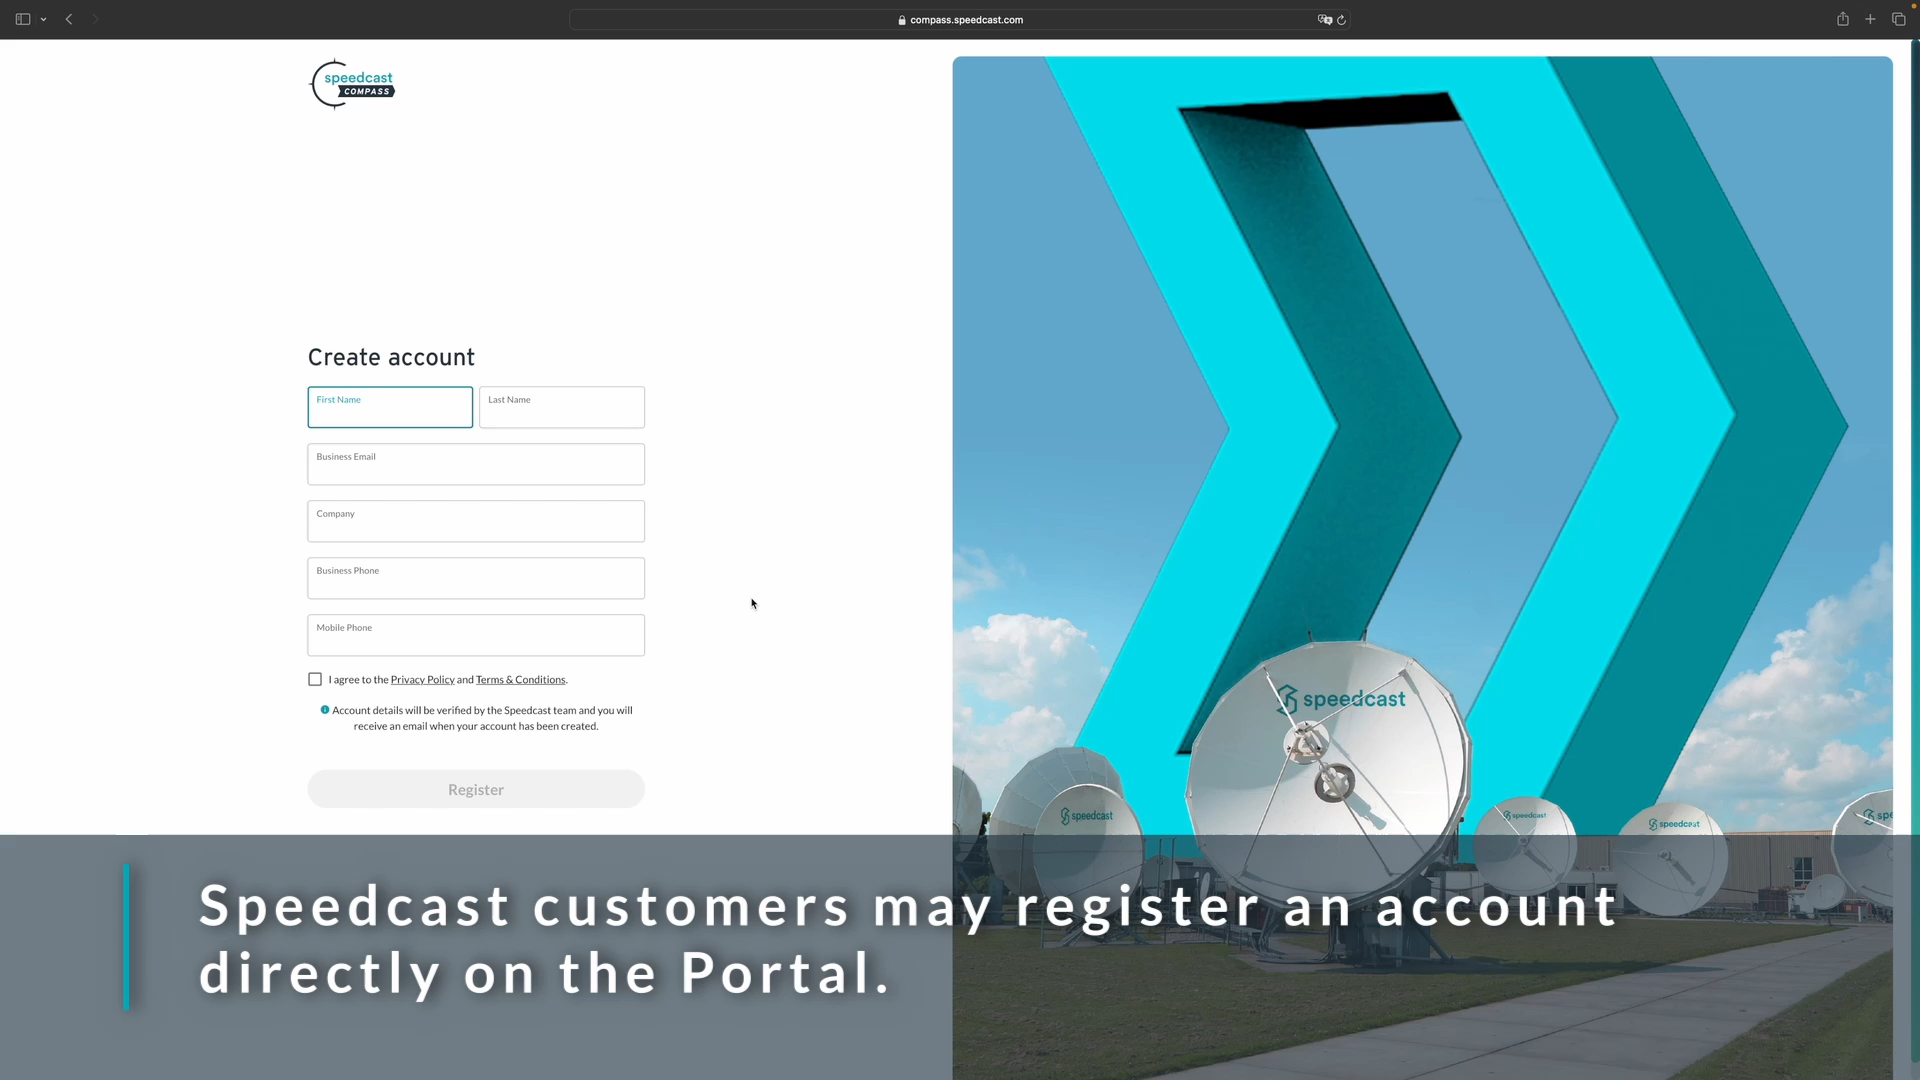 compass.speedcast.com
speedcast
COMPASS
Create account
First Name
Last Name
Business Email
Company
Business Phone
Mobile Phone
I agree to the Privacy Policy and Terms & Conditions.
Account details will be verified by the Speedcast team and you will
receive an email when your account has been created.
Register
speedcast
speedcast
speedcast
speedcast
spe
Speedcast customers may register an account
directly on the Portal.